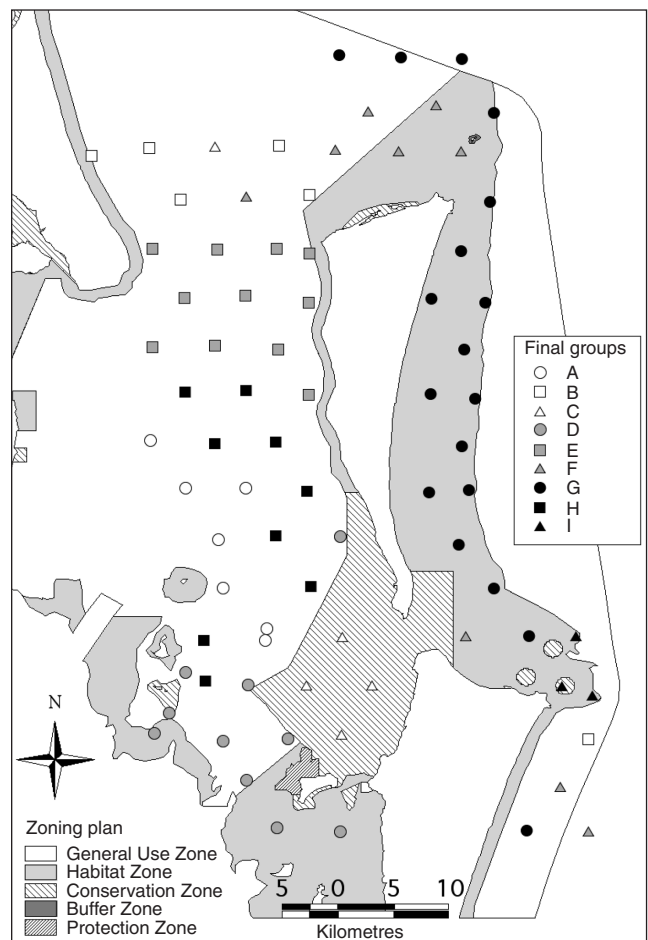 Final groups
A
B
C
D
E
F
G
H
I
N
Zoning plan
General Use Zone
Habitat Zone
Conservation Zone
Buffer Zone
Protection Zone
5 0 5 10
Kilometres